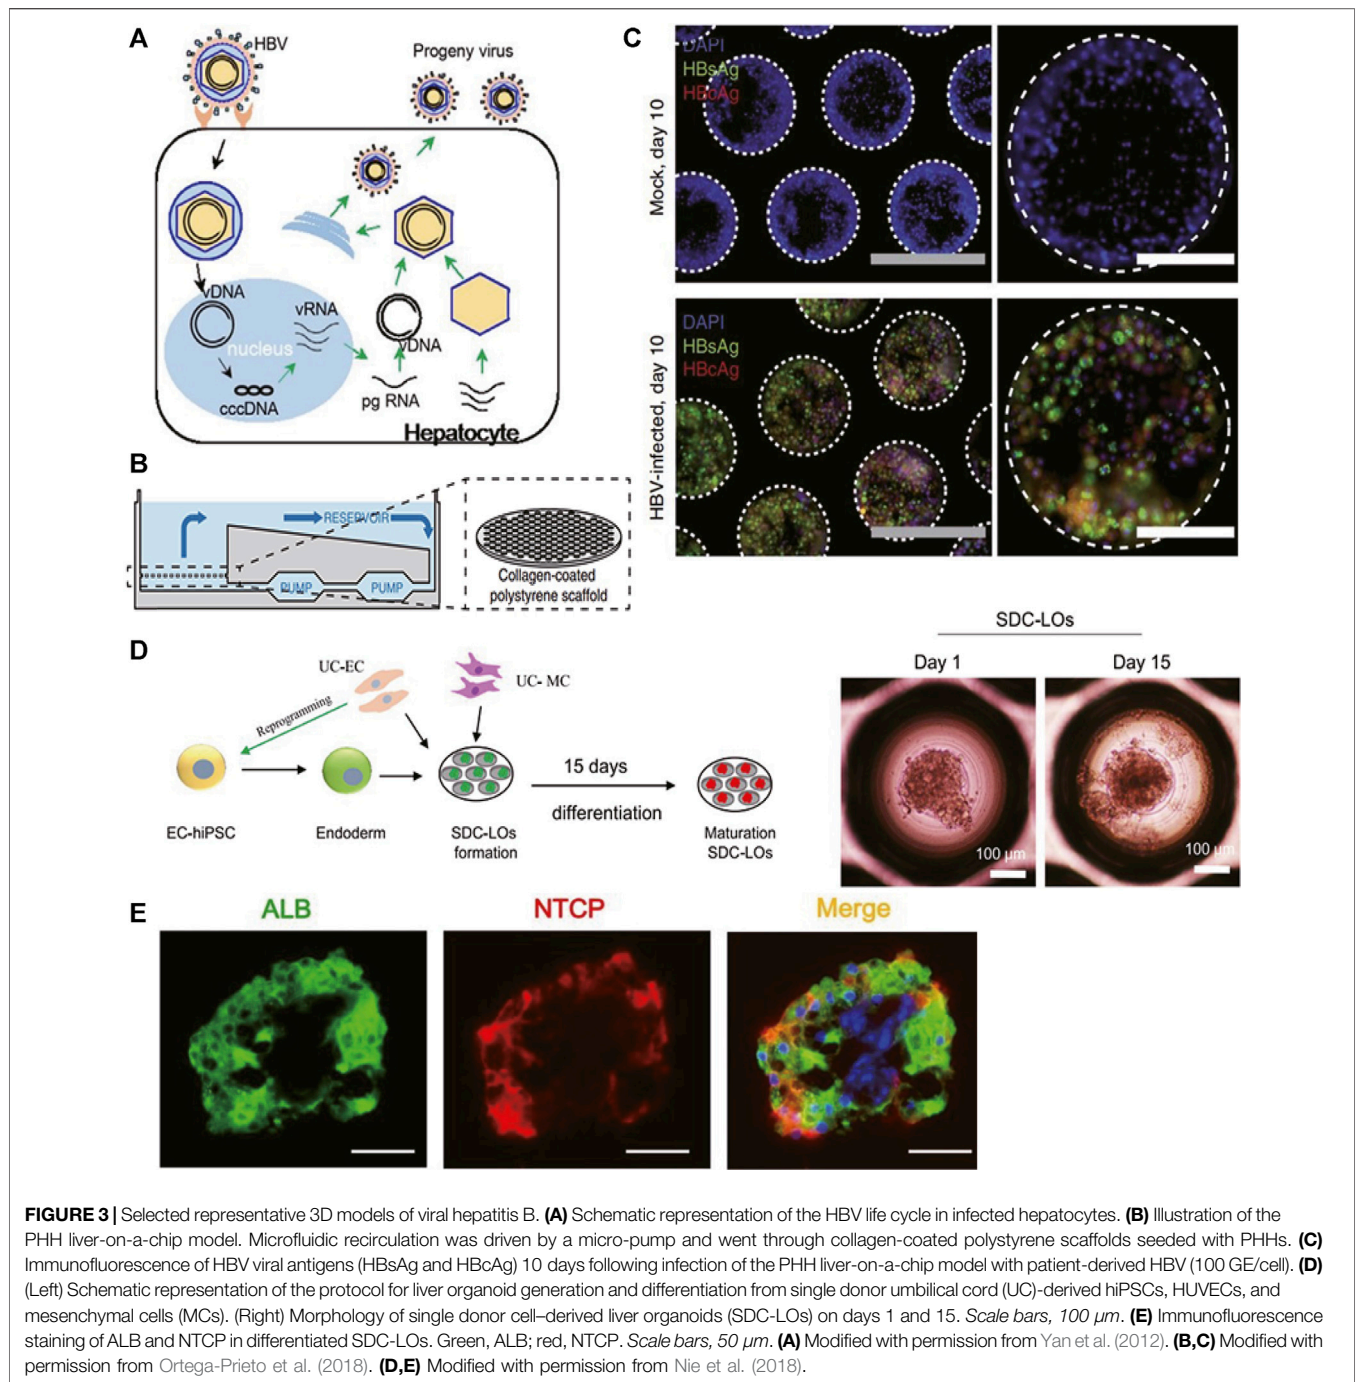 A
HBV
Progeny virus
vDNA
vRNA
nucleus
cccDNA
vDNA
pg RNA
Hepatocyte
B
RESERVOIR
PUMP
PUMP
Collagen-coated
polystyrene scaffold
C
Mock, day 10
DAPI
HBsAg
HBcAg
HBV-infected, day 10
DAPI
HBsAg
HBcAg
D
UC-EC
UC- MC
Reprogramming
15 days
differentiation
EC-hiPSC
Endoderm
SDC-LOs
formation
Maturation
SDC-LOs
SDC-LOs
Day 1
Day 15
100 µm
100 µm
E
ALB
NTCP
Merge
FIGURE 3 | Selected representative 3D models of viral hepatitis B. (A) Schematic representation of the HBV life cycle in infected hepatocytes. (B) Illustration of the
PHH liver-on-a-chip model. Microfluidic recirculation was driven by a micro-pump and went through collagen-coated polystyrene scaffolds seeded with PHHs. (C)
Immunofluorescence of HBV viral antigens (HBsAg and HBcAg) 10 days following infection of the PHH liver-on-a-chip model with patient-derived HBV (100 GE/cell). (D)
(Left) Schematic representation of the protocol for liver organoid generation and differentiation from single donor umbilical cord (UC)-derived hiPSCs, HUVECs, and
mesenchymal cells (MCs). (Right) Morphology of single donor cell–derived liver organoids (SDC-LOs) on days 1 and 15. Scale bars, 100 µm. (E) Immunofluorescence
staining of ALB and NTCP in differentiated SDC-LOs. Green, ALB; red, NTCP. Scale bars, 50 µm. (A) Modified with permission from Yan et al. (2012). (B,C) Modified with
permission from Ortega-Prieto et al. (2018). (D,E) Modified with permission from Nie et al. (2018).